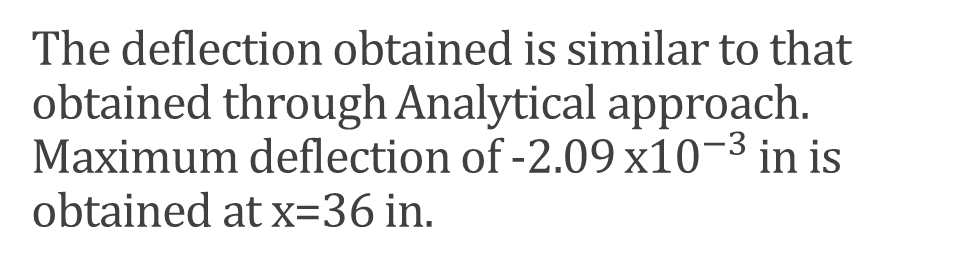 The deflection obtained is similar to that
obtained through Analytical approach.
Maximum deflection of -2.09 x10⁻³ in is
obtained at x=36 in.